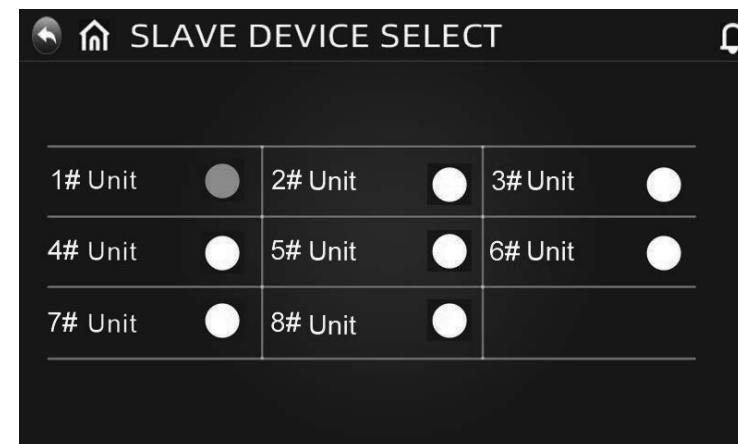 SLAVE DEVICE SELECT
1# Unit 2# Unit 3# Unit
4# Unit 5# Unit 6# Unit
7# Unit 8# Unit